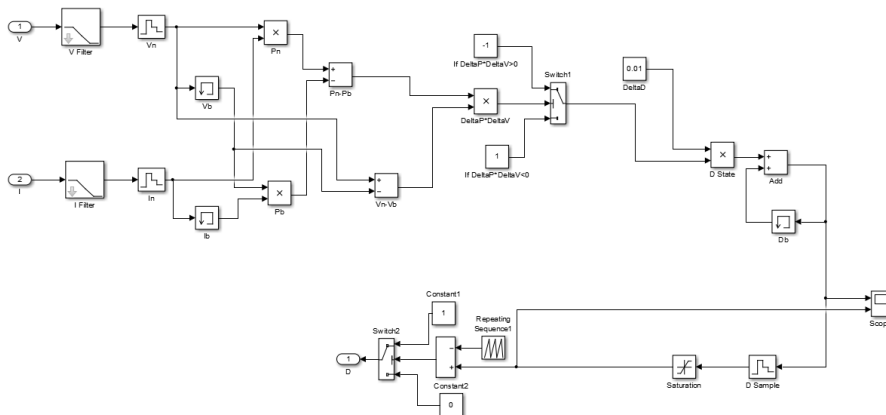 1
V
V Filter
Vn
×
Pn
+
−
Pn-Pb
Vb
-1
If DeltaP*DeltaV>0
Switch1
0.01
DeltaD
×
DeltaP*DeltaV
1
If DeltaP*DeltaV<0
×
D State
+
+
Add
2
I
I Filter
In
Ib
×
Pb
+
−
Vn-Vb
Db
Scop
Constant1
1
Repeating
Sequence1
Switch2
1
D
−
+
Constant2
0
Saturation
D Sample